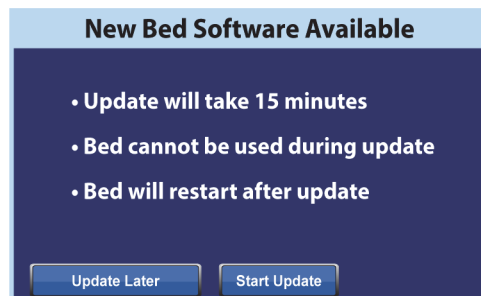 New Bed Software Available
• Update will take 15 minutes
• Bed cannot be used during update
• Bed will restart after update
Update Later
Start Update